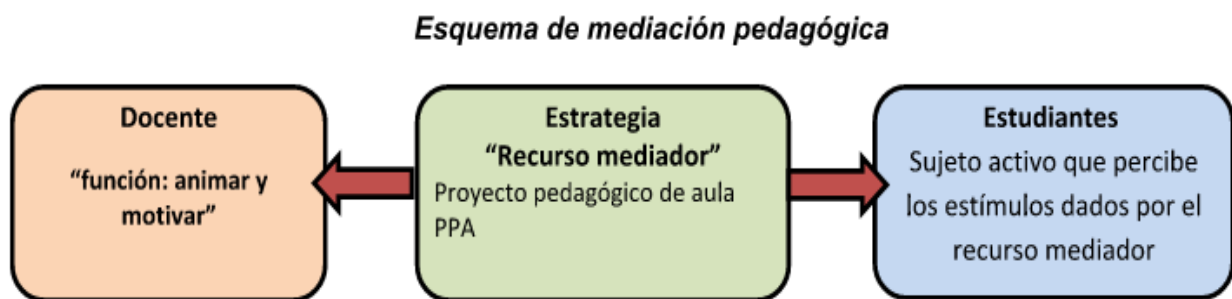 Esquema de mediación pedagógica
Docente
“función: animar y
motivar”
Estrategia
“Recurso mediador”
Proyecto pedagógico de aula
PPA
Estudiantes
Sujeto activo que percibe
los estímulos dados por el
recurso mediador